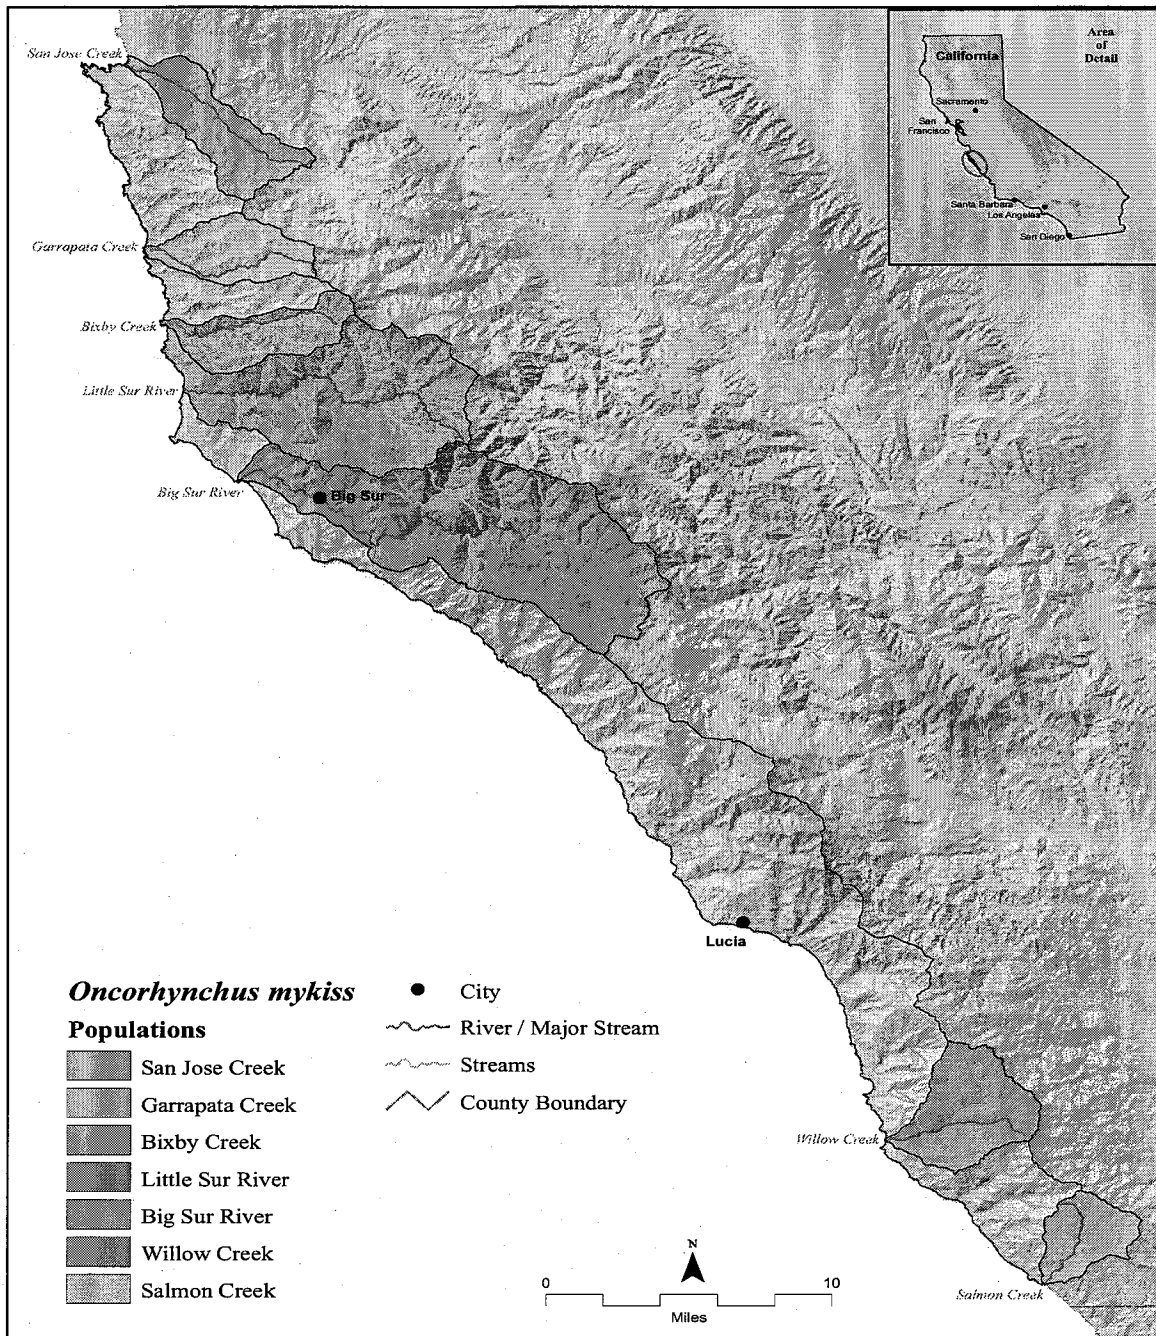 San Jose Creek
Area
of
Detail
California
Sacramento
San
Francisco
Santa Barbara
Los Angeles
San Diego
Garrapata Creek
Bixby Creek
Little Sur River
Big Sur River
Big Sur
Lucia
Oncorhynchus mykiss
Populations
San Jose Creek
Garrapata Creek
Bixby Creek
Little Sur River
Big Sur River
Willow Creek
Salmon Creek
City
River / Major Stream
Streams
County Boundary
Willow Creek
N
0 10
Miles
Salmon Creek